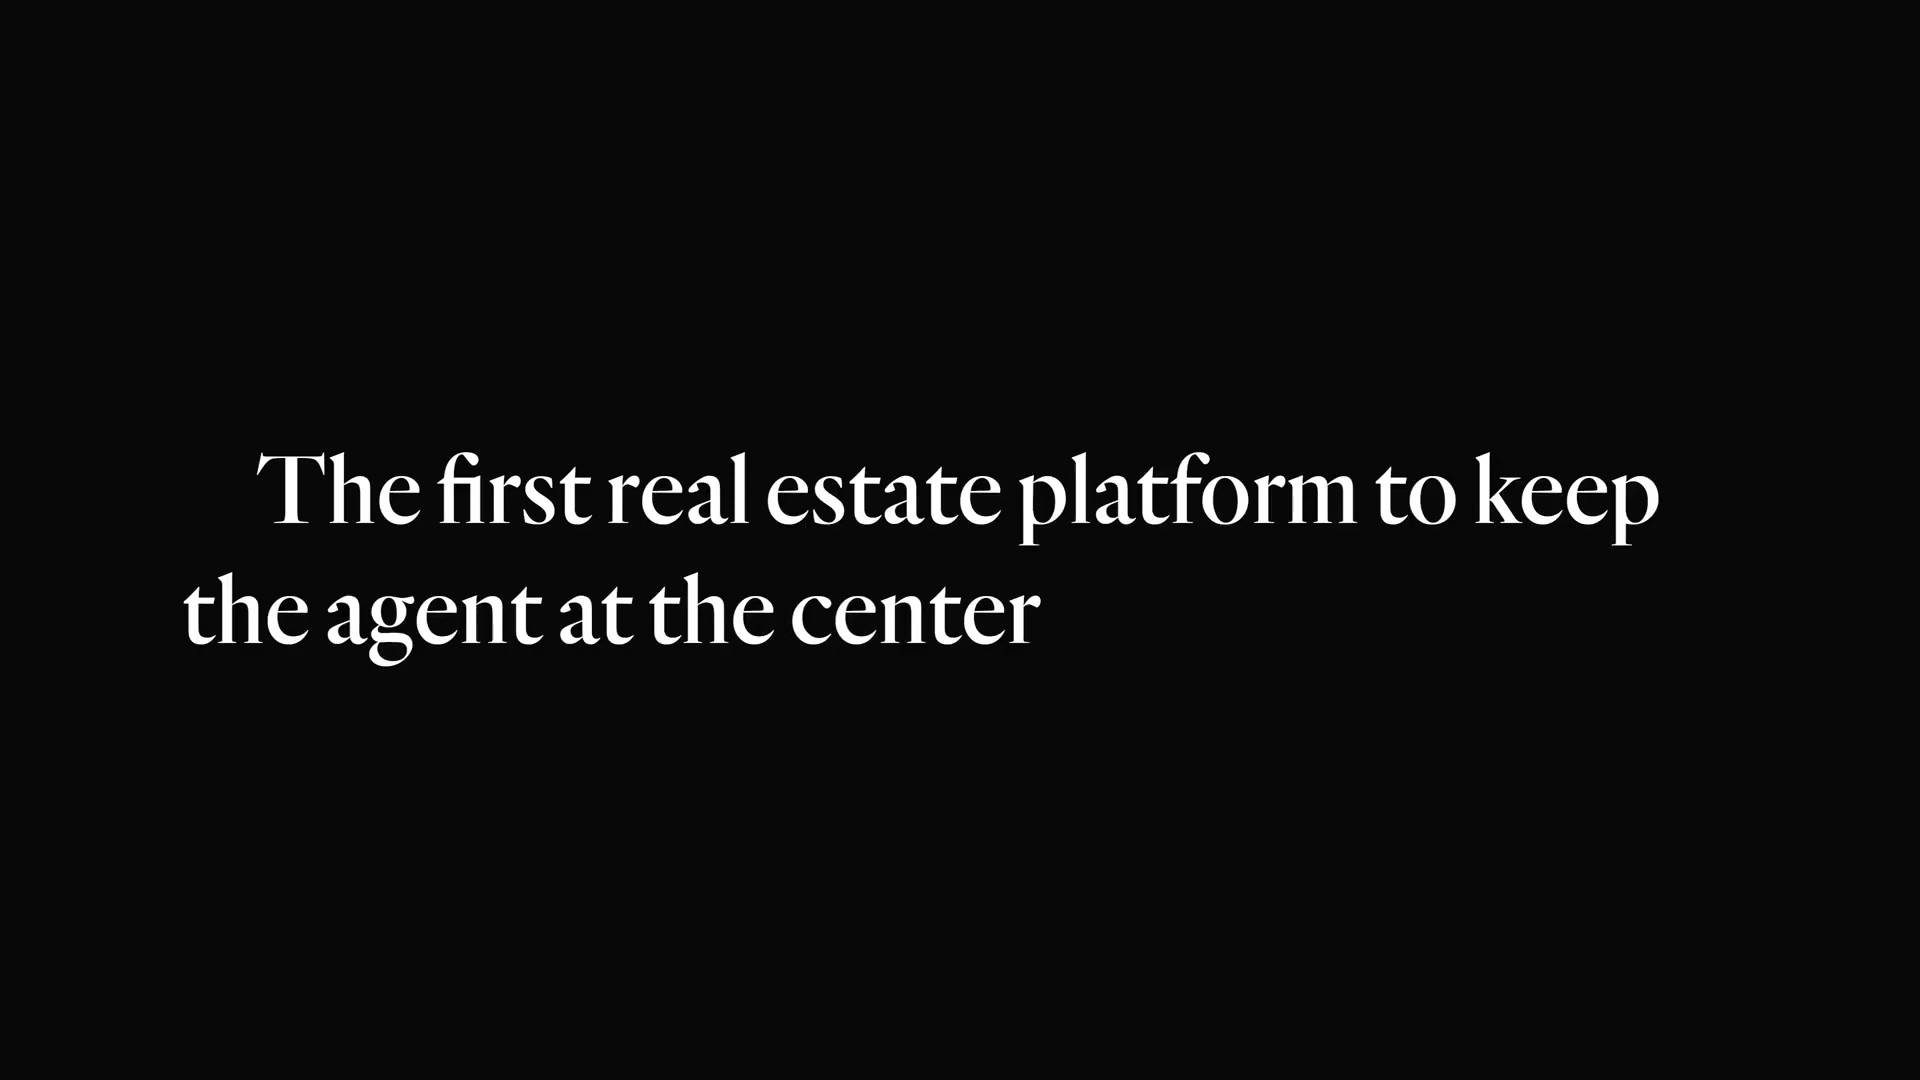 The first real estate platform to keep
the agent at the center